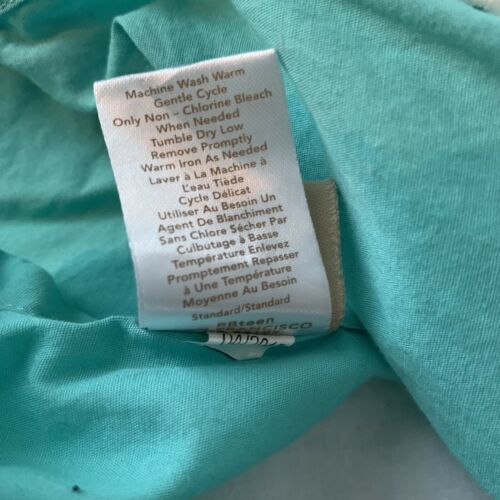 Machine Wash Warm
Gentle Cycle
Only Non - Chlorine Bleach
When Needed
Tumble Dry Low
Remove Promptly
Warm Iron As Needed
Laver à La Machine à
L'eau Tiède
Cycle Délicat
Utiliser Au Besoin Un
Agent De Blanchiment
Sans Chlore Sécher Par
Culbutage à Basse
Température Enlevez
Promptement Repasser
à Une Température
Moyenne Au Besoin
Standard/Standard
PBteen